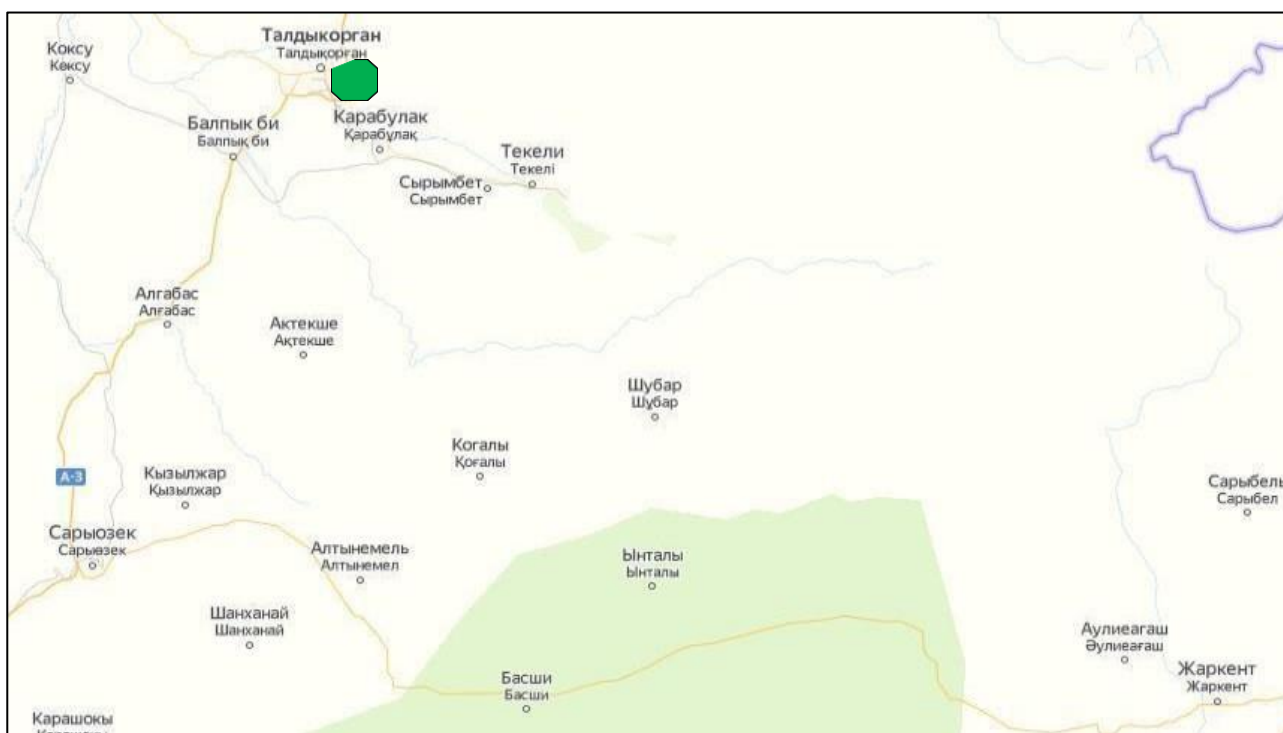 Талдыкорган
Талдықорған
Коксу
Көксу
Балпык би
Балпық би
Карабулак
Қарабұлақ
Текели
Текелі
Сырымбет
Сырымбет
Алгабас
Алғабас
Актекше
Ақтекше
Шубар
Шұбар
Когалы
Қоғалы
А-3
Кызылжар
Қызылжар
Сарыбель
Сарыбел
Сарыозек
Сарыөзек
Алтынемель
Алтынемел
Ынталы
Ынталы
Шанханай
Шанханай
Аулиеагаш
Әулиеағаш
Жаркент
Жаркент
Басши
Басши
Карашокы